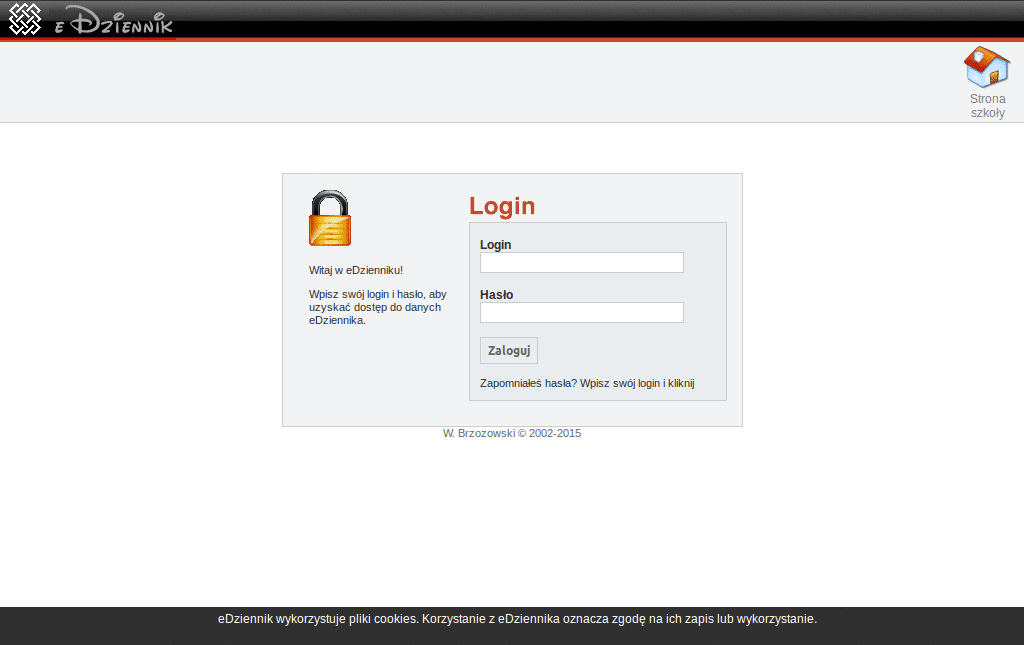 e Dziennik
Strona
szkoły
Login
Login
Witaj w eDzienniku!
Wpisz swój login i hasło, aby
uzyskać dostęp do danych
eDziennika.
Hasło
Zaloguj
Zapomniałeś hasła? Wpisz swój login i kliknij
W. Brzozowski © 2002-2015
eDziennik wykorzystuje pliki cookies. Korzystanie z eDziennika oznacza zgodę na ich zapis lub wykorzystanie.